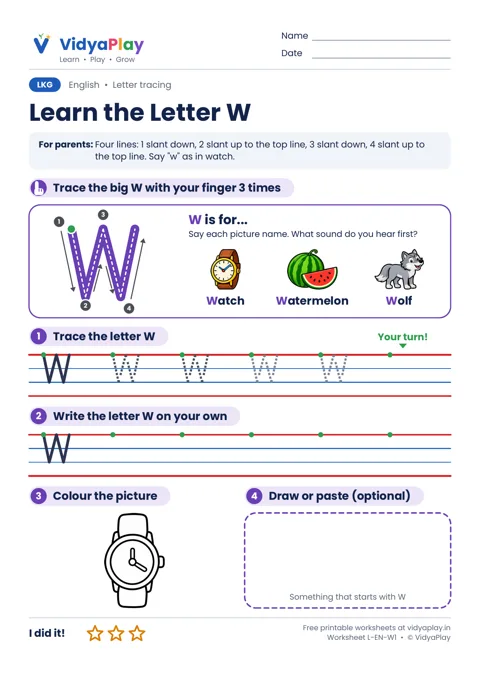 VidyaPlay
Learn • Play • Grow
Name
Date
LKG English • Letter tracing
Learn the Letter W
For parents: Four lines: 1 slant down, 2 slant up to the top line, 3 slant down, 4 slant up to
the top line. Say "w" as in watch.
Trace the big W with your finger 3 times
1 3 2 4
W
W is for...
Say each picture name. What sound do you hear first?
Watch Watermelon Wolf
1 Trace the letter W
Your turn!
W W W W W
2 Write the letter W on your own
W
3 Colour the picture
4 Draw or paste (optional)
Something that starts with W
I did it!
Free printable worksheets at vidyaplay.in
Worksheet L-EN-W1 • © VidyaPlay